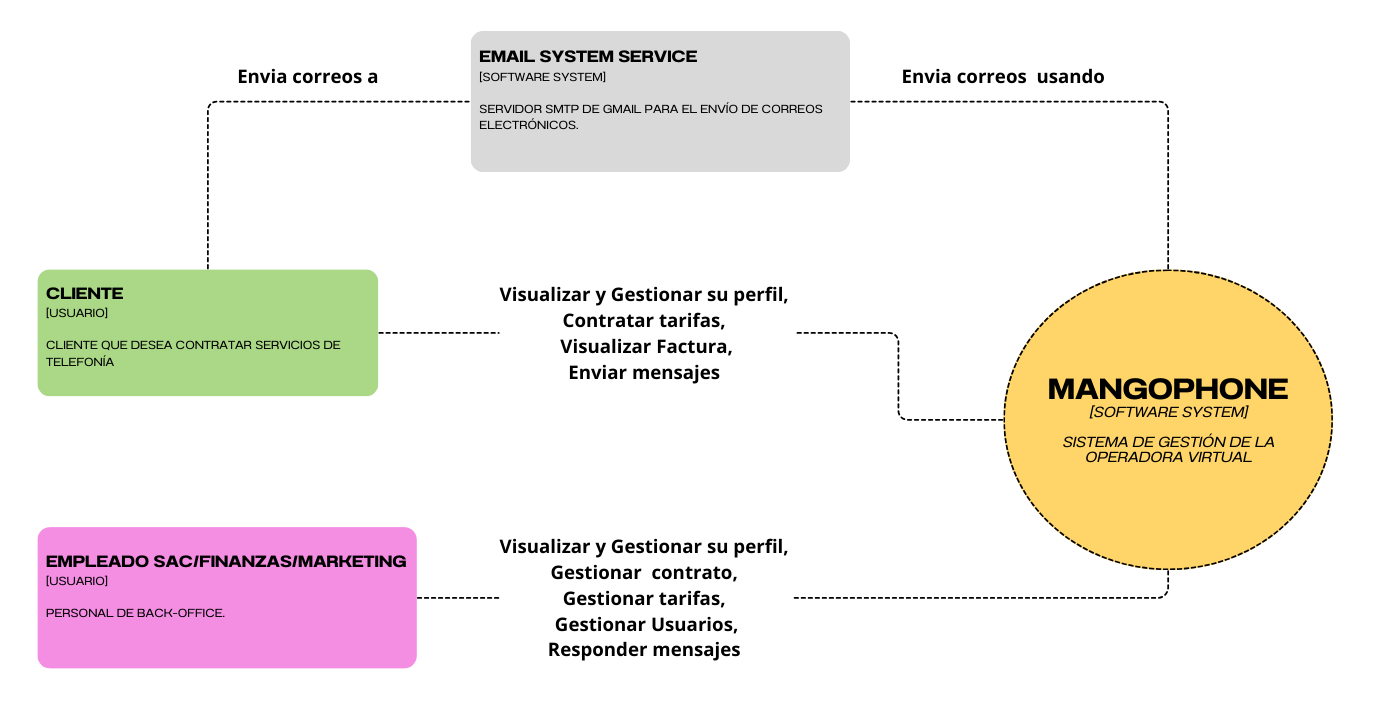 EMAIL SYSTEM SERVICE
[SOFTWARE SYSTEM]
SERVIDOR SMTP DE GMAIL PARA EL ENVÍO DE CORREOS
ELECTRÓNICOS.
Envia correos a
Envia correos  usando
CLIENTE
[USUARIO]
CLIENTE QUE DESEA CONTRATAR SERVICIOS DE
TELEFONÍA
Visualizar y Gestionar su perfil,
Contratar tarifas,
Visualizar Factura,
Enviar mensajes
MANGOPHONE
[SOFTWARE SYSTEM]
SISTEMA DE GESTIÓN DE LA
OPERADORA VIRTUAL
EMPLEADO SAC/FINANZAS/MARKETING
[USUARIO]
PERSONAL DE BACK-OFFICE.
Visualizar y Gestionar su perfil,
Gestionar  contrato,
Gestionar tarifas,
Gestionar Usuarios,
Responder mensajes